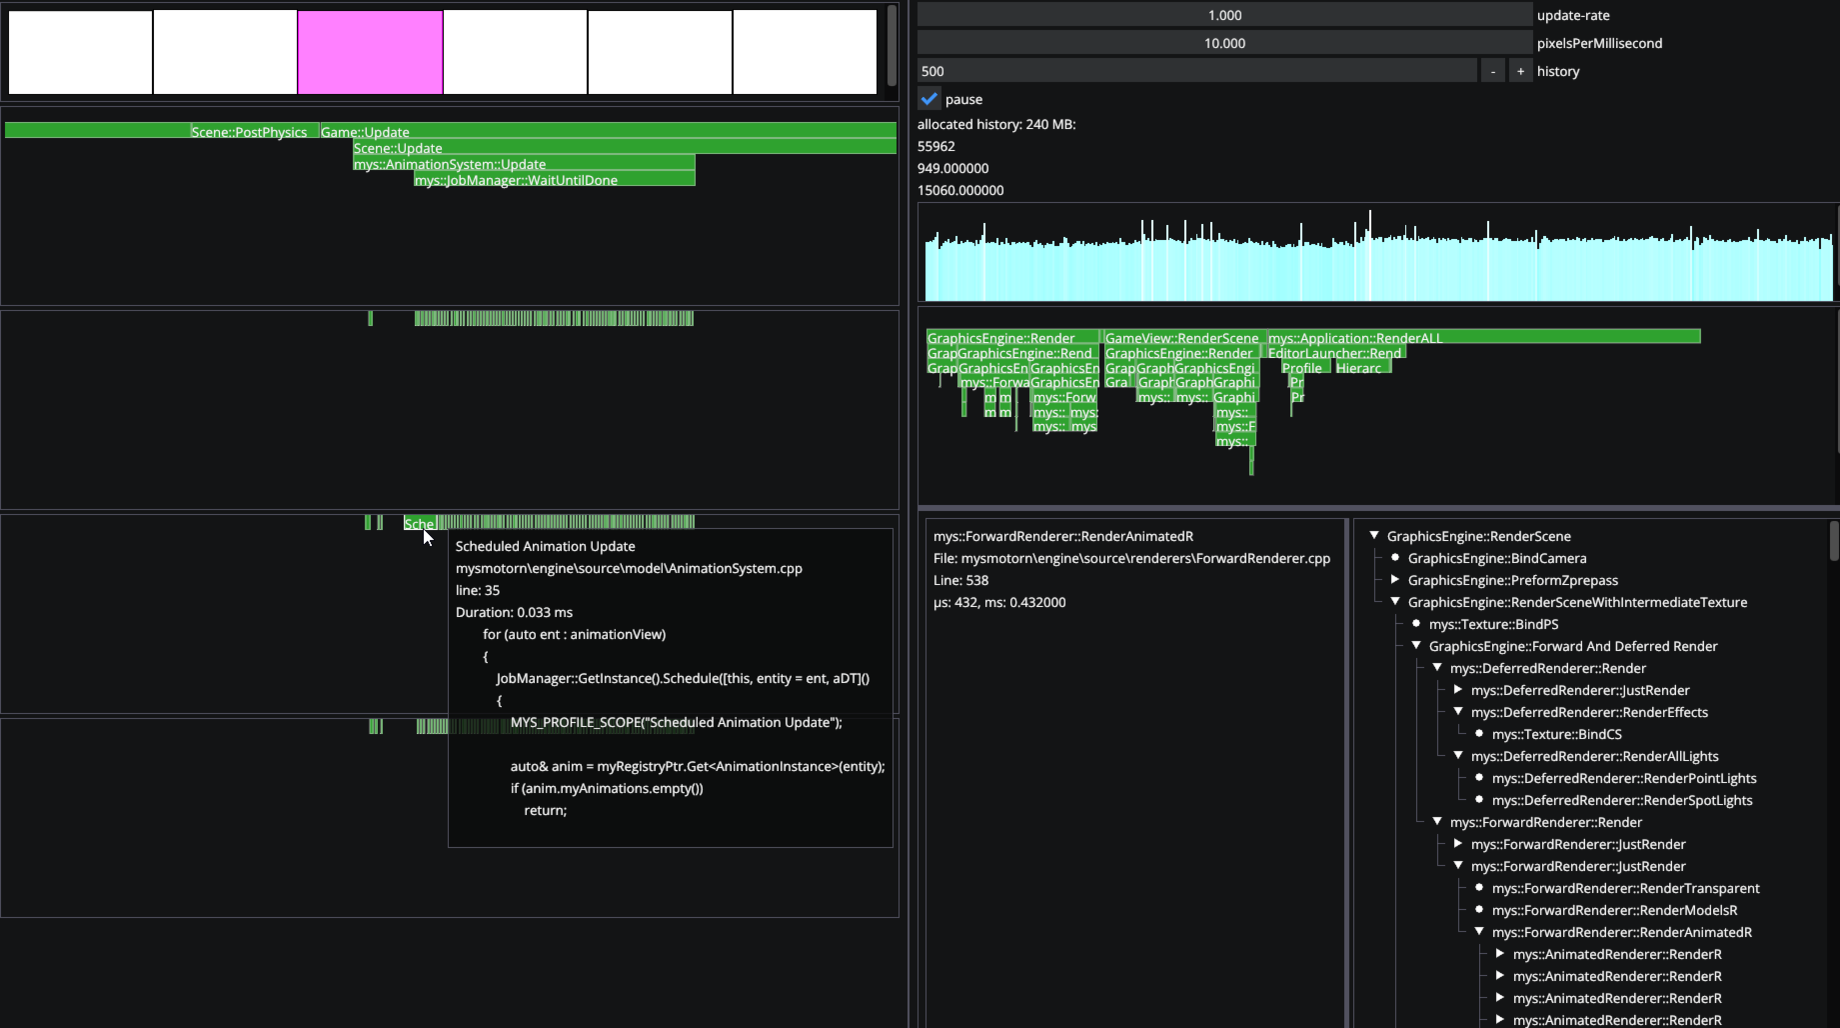 Scene::PostPhysics
Game::Update
Scene::Update
mys::AnimationSystem::Update
mys::JobManager::WaitUntilDone
Sche
Scheduled Animation Update
mysmotorn\engine\source\model\AnimationSystem.cpp
line: 35
Duration: 0.033 ms
for (auto ent : animationView)
{
JobManager::GetInstance().Schedule([this, entity = ent, aDT]()
{
MYS_PROFILE_SCOPE("Scheduled Animation Update");
auto& anim = myRegistryPtr.Get<AnimationInstance>(entity);
if (anim.myAnimations.empty())
return;
1.000 update-rate
10.000 pixelsPerMillisecond
500 - + history
pause
allocated history: 240 MB:
55962
949.000000
15060.000000
GraphicsEngine::Render GameView::RenderScene mys::Application::RenderALL
Grap GraphicsEngine::Rend GraphicsEngine::Render EditorLauncher::Rend
Grap GraphicsEn GraphicsEn Grap Graph GraphicsEngi Profile Hierarc
mys::Forwa GraphicsEn Gra Graph Graph Graphi Pr
m m mys::Forw mys:: mys:: Graphi Pr
m m mys:: mys: mys::
mys:: mys mys::F
mys::
mys::ForwardRenderer::RenderAnimatedR
File: mysmotorn\engine\source\renderers\ForwardRenderer.cpp
Line: 538
µs: 432, ms: 0.432000
GraphicsEngine::RenderScene
GraphicsEngine::BindCamera
GraphicsEngine::PreformZprepass
GraphicsEngine::RenderSceneWithIntermediateTexture
mys::Texture::BindPS
GraphicsEngine::Forward And Deferred Render
mys::DeferredRenderer::Render
mys::DeferredRenderer::JustRender
mys::DeferredRenderer::RenderEffects
mys::Texture::BindCS
mys::DeferredRenderer::RenderAllLights
mys::DeferredRenderer::RenderPointLights
mys::DeferredRenderer::RenderSpotLights
mys::ForwardRenderer::Render
mys::ForwardRenderer::JustRender
mys::ForwardRenderer::JustRender
mys::ForwardRenderer::RenderTransparent
mys::ForwardRenderer::RenderModelsR
mys::ForwardRenderer::RenderAnimatedR
mys::AnimatedRenderer::RenderR
mys::AnimatedRenderer::RenderR
mys::AnimatedRenderer::RenderR
mys::AnimatedRenderer::RenderR